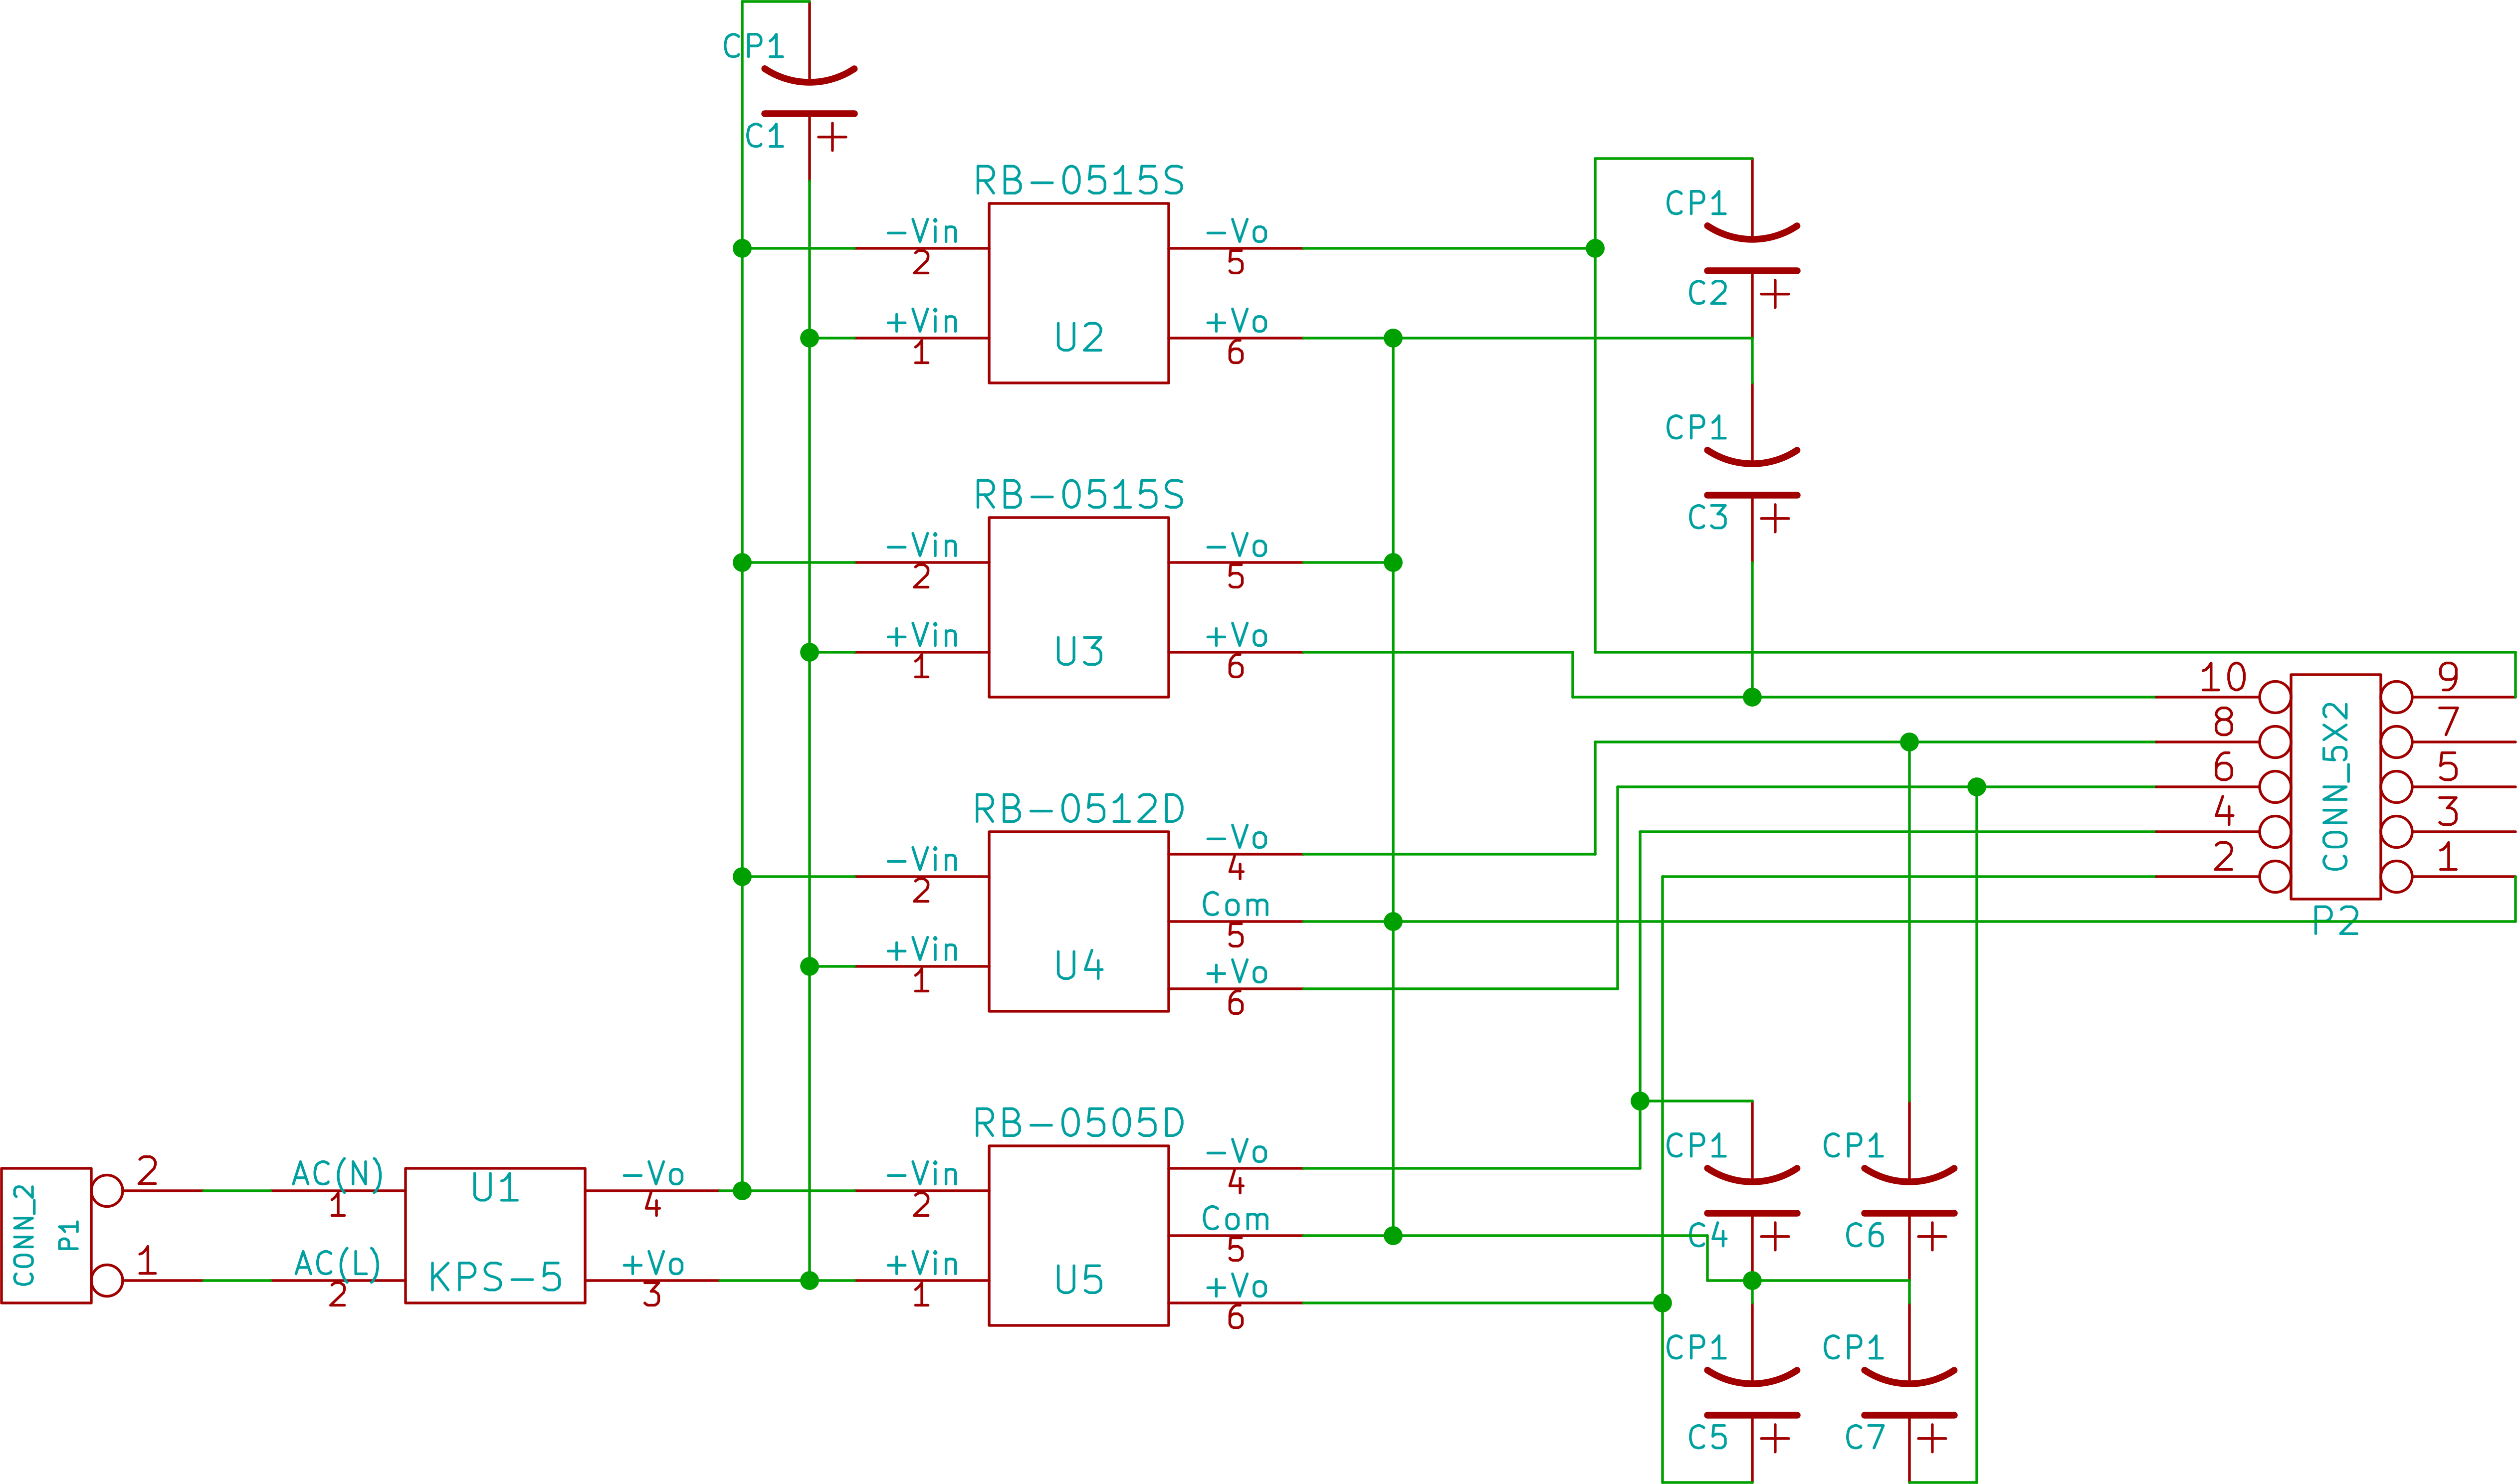 CP1
C1
+
RB-0515S
-Vin
2
+Vin
1
U2
-Vo
5
+Vo
6
CP1
C2
+
CP1
C3
+
RB-0515S
-Vin
2
+Vin
1
U3
-Vo
5
+Vo
6
RB-0512D
-Vin
2
+Vin
1
U4
-Vo
4
Com
5
+Vo
6
10
8
6
4
2
CONN_5X2
9
7
5
3
1
P2
CONN_2
P1
2
1
AC(N)
1
AC(L)
2
U1
KPS-5
-Vo
4
+Vo
3
RB-0505D
-Vin
2
+Vin
1
U5
-Vo
4
Com
5
+Vo
6
CP1
C4
+
CP1
C6
+
CP1
C5
+
CP1
C7
+